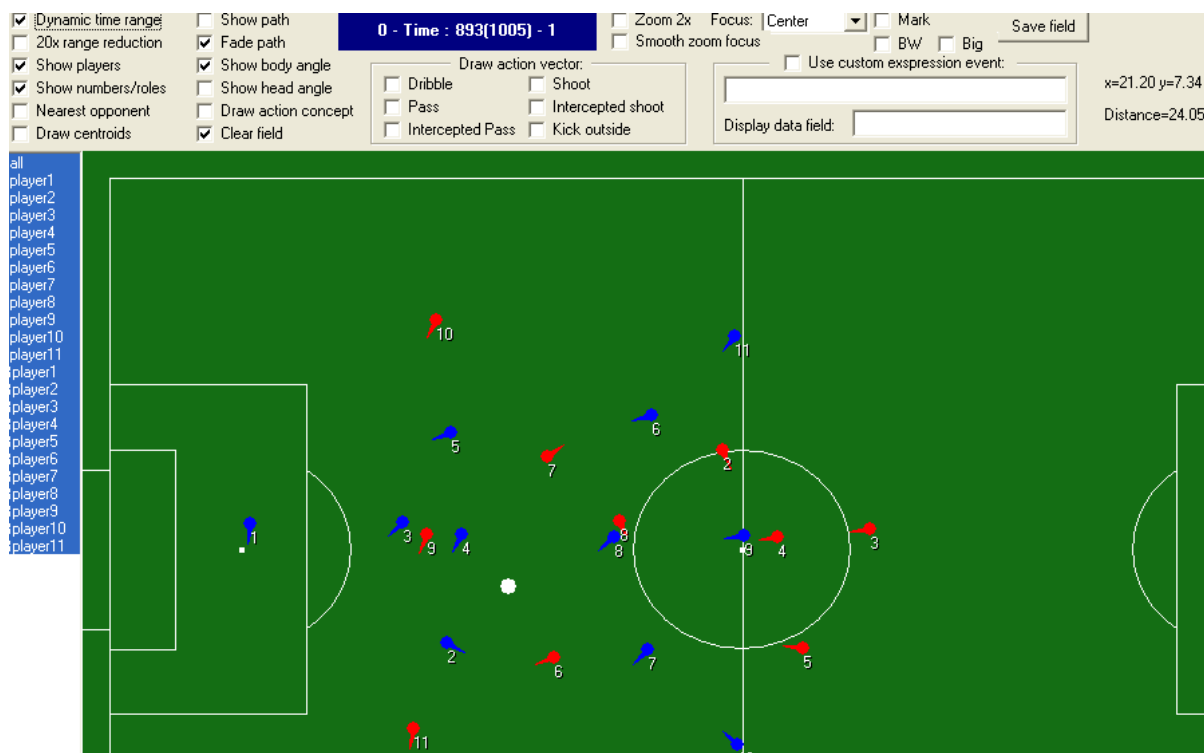 Dynamic time range
Show path
0 - Time : 893(1005) - 1
Zoom 2x
Focus:
Center
Mark
Save field
20x range reduction
Fade path
Smooth zoom focus
BW
Big
Show players
Show body angle
Draw action vector:
Use custom exspression event:
Show numbers/roles
Show head angle
Dribble
Shoot
x=21.20 y=7.34
Nearest opponent
Draw action concept
Pass
Intercepted shoot
Distance=24.05
Draw centroids
Clear field
Intercepted Pass
Kick outside
Display data field:
all
player1
player2
player3
player4
player5
player6
player7
player8
player9
player10
player11
player1
player2
player3
player4
player5
player6
player7
player8
player9
player10
player11
10
11
6
5
7
2
1
3
9
4
8
8
9
4
3
2
6
7
5
11